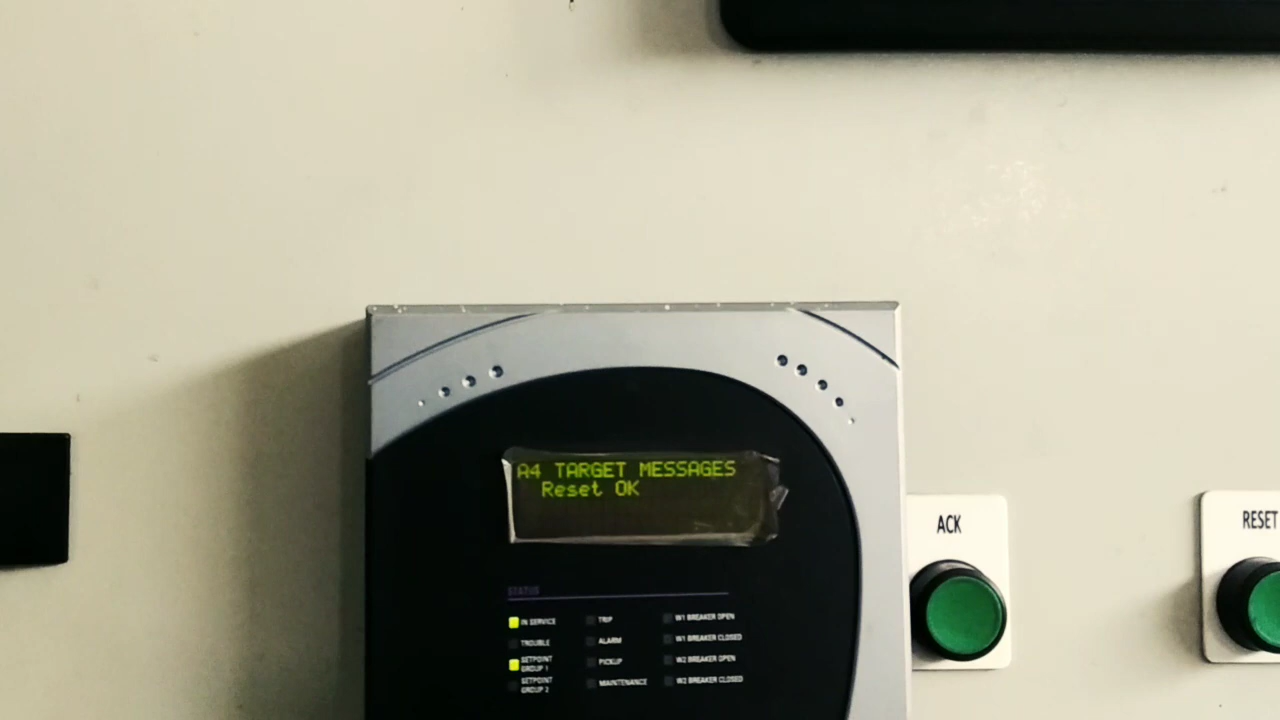 A4 TARGET MESSAGES
Reset OK
ACK
RESET
STATUS
IN SERVICE
TROUBLE
SETPOINT
GROUP 1
SETPOINT
GROUP 2
TRIP
ALARM
PICKUP
MAINTENANCE
W1 BREAKER OPEN
W1 BREAKER CLOSED
W2 BREAKER OPEN
W2 BREAKER CLOSED